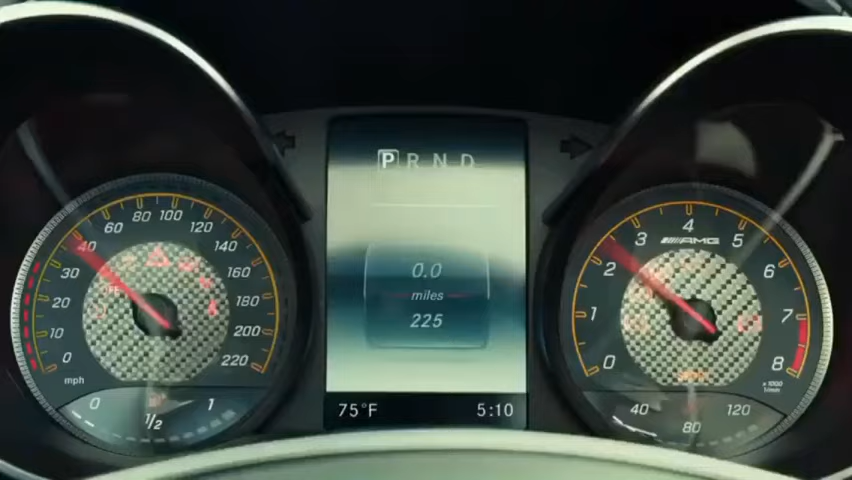 P R N D
0 10 20 30 40 60 80 100 120 140 160 180 200 220
mph
0 1/2 1
OFF
0.0
miles
225
75°F 5:10
0 1 2 3 4 5 6 7 8
AMG
x1000
1/min
40 80 120